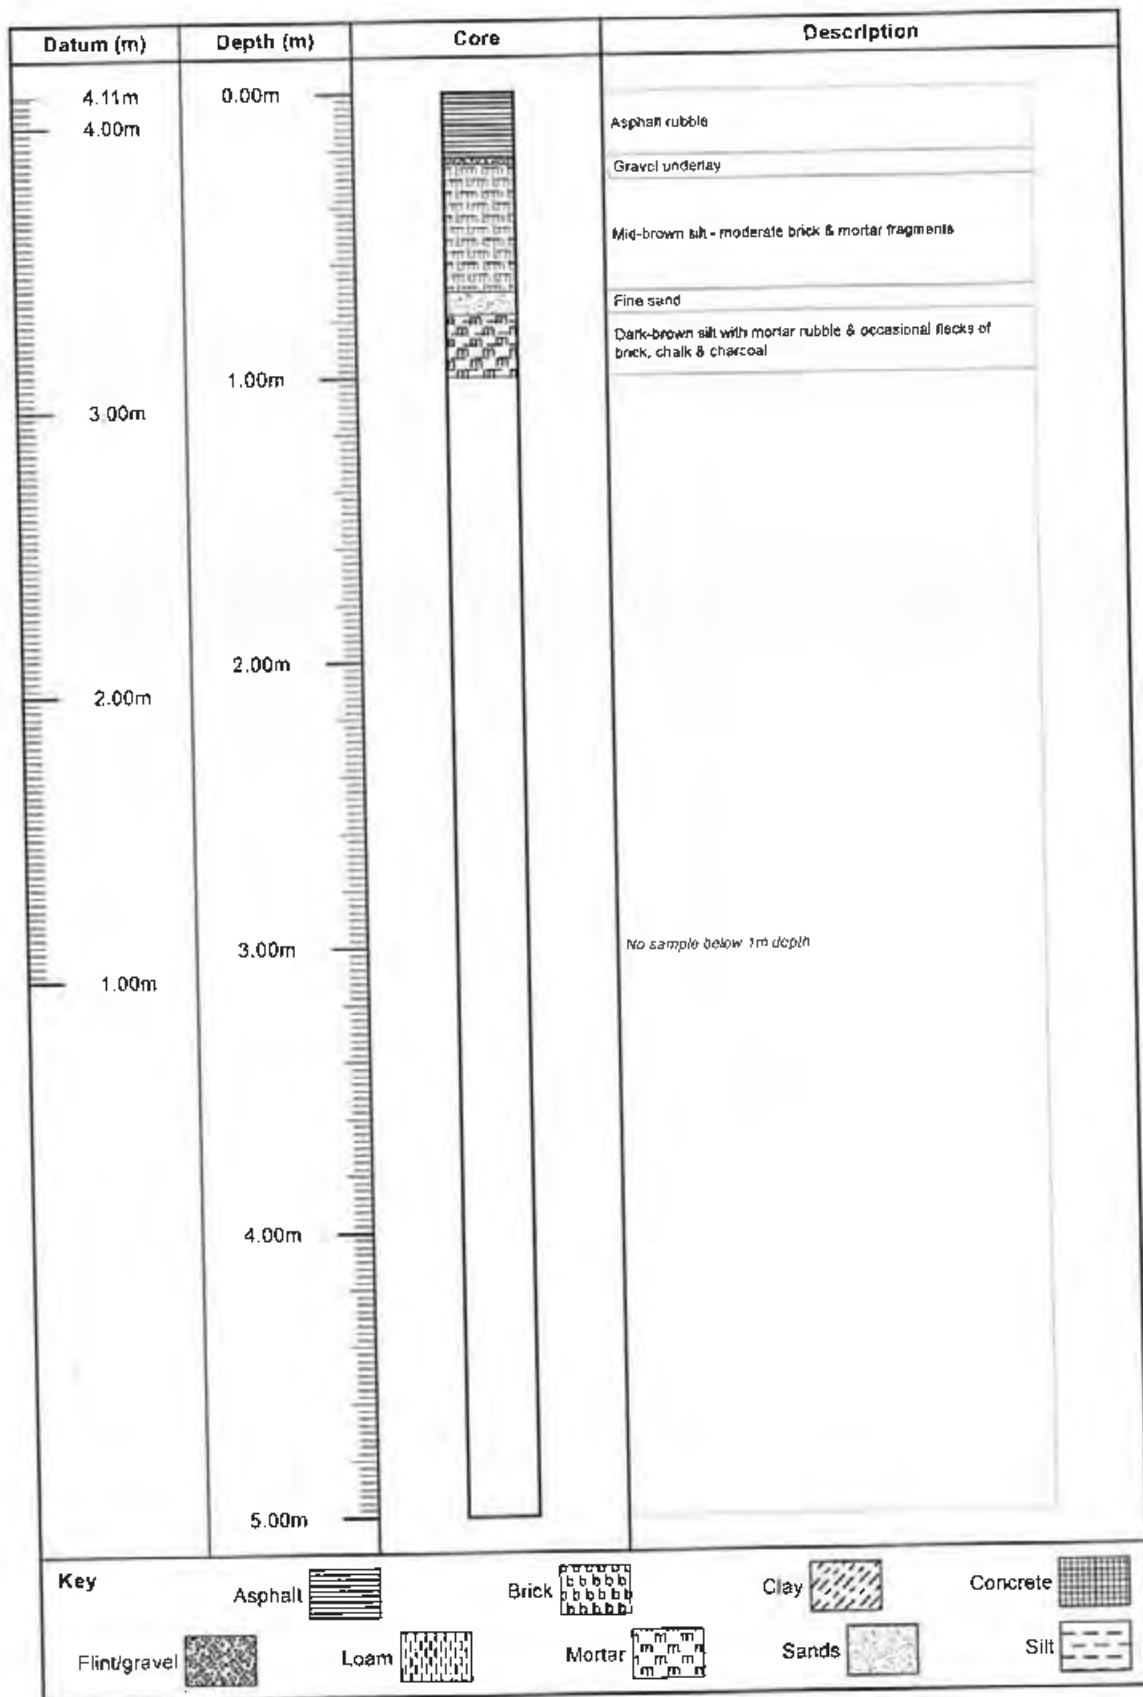 Datum (m) Depth (m) Core Description
4.11m 0.00m
4.00m
Asphalt rubble
Gravel underlay
Mid-brown silt - moderate brick & mortar fragments
Fine sand
Dark-brown silt with mortar rubble & occasional flecks of
brick, chalk & charcoal
1.00m
3.00m
2.00m
2.00m
No sample below 1m depth
3.00m
1.00m
4.00m
5.00m
Key
Asphalt Brick Clay Concrete
Flint/gravel Loam Mortar Sands Silt